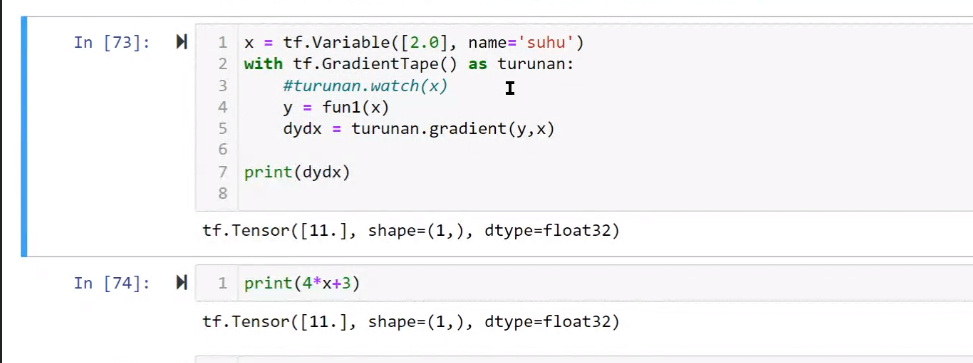 In [73]:
1 x = tf.Variable([2.0], name='suhu')
2 with tf.GradientTape() as turunan:
3     #turunan.watch(x)
4     y = fun1(x)
5     dydx = turunan.gradient(y,x)
6
7 print(dydx)
8
tf.Tensor([11.], shape=(1,), dtype=float32)
In [74]:
1 print(4*x+3)
tf.Tensor([11.], shape=(1,), dtype=float32)